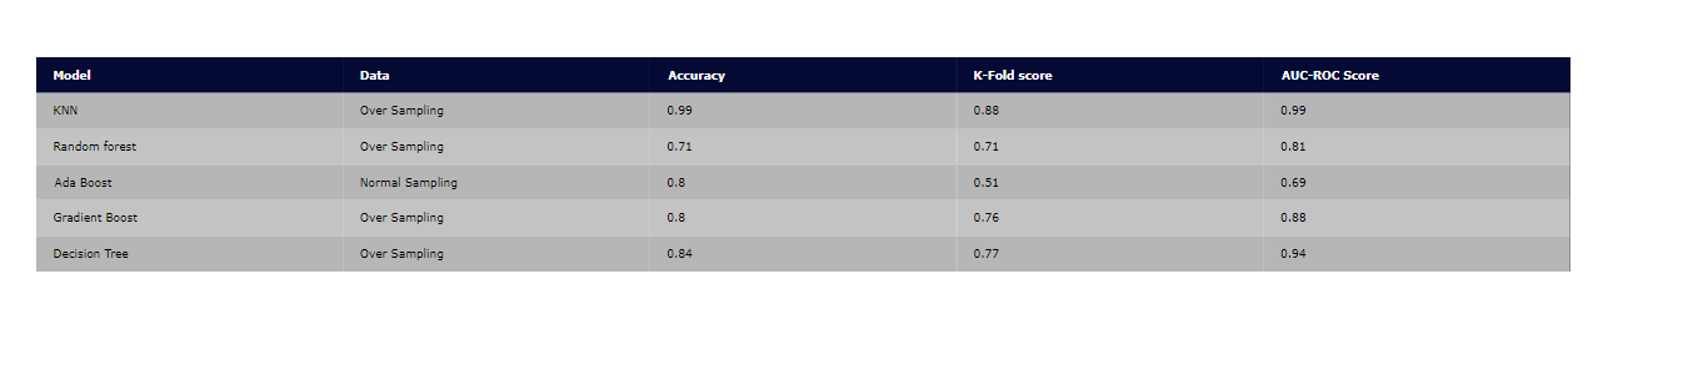 Model Data Accuracy K-Fold score AUC-ROC Score
KNN Over Sampling 0.99 0.88 0.99
Random forest Over Sampling 0.71 0.71 0.81
Ada Boost Normal Sampling 0.8 0.51 0.69
Gradient Boost Over Sampling 0.8 0.76 0.88
Decision Tree Over Sampling 0.84 0.77 0.94